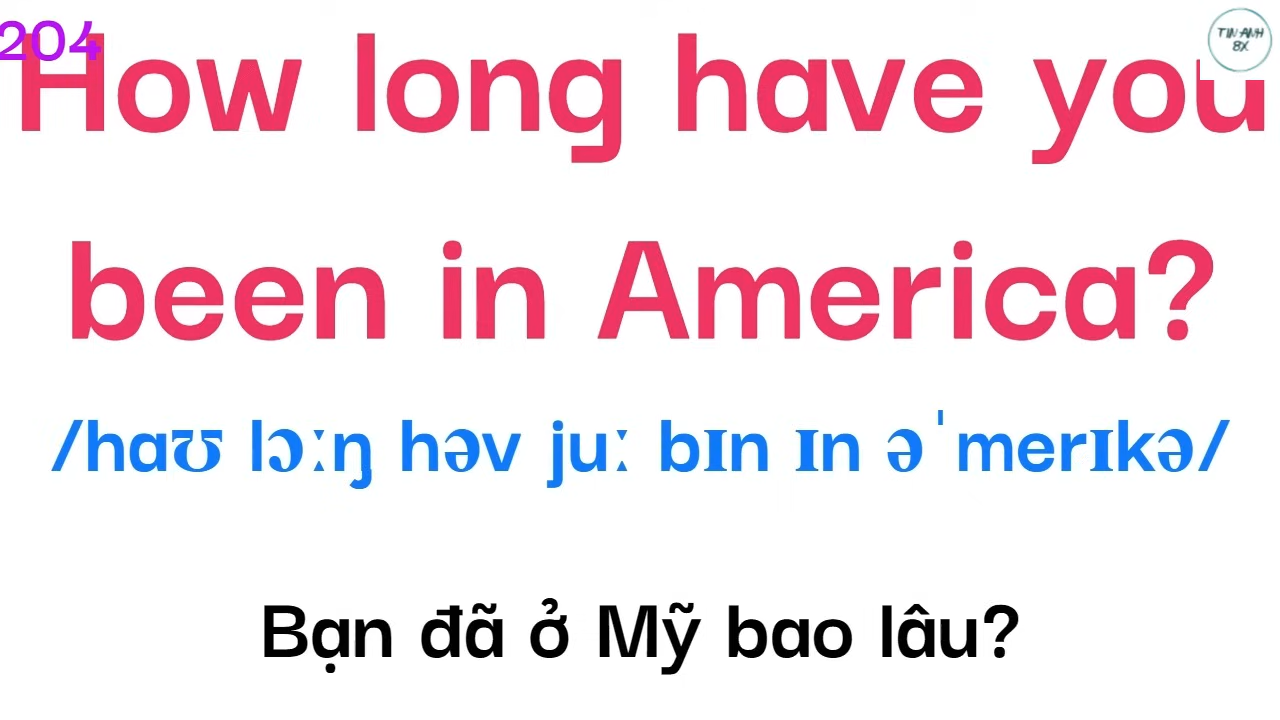 204
TIN ANH
8X
How long have you
been in America?
/haʊ lɔːŋ həv juː bɪn ɪn əˈmerɪkə/
Bạn đã ở Mỹ bao lâu?